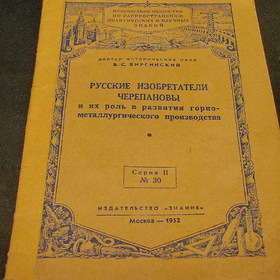 ВСЕСОЮЗНОЕ ОБЩЕСТВО
ПО РАСПРОСТРАНЕНИЮ
ПОЛИТИЧЕСКИХ И НАУЧНЫХ
ЗНАНИЙ
ДОКТОР ИСТОРИЧЕСКИХ НАУК
В. С. ВИРГИНСКИЙ
РУССКИЕ ИЗОБРЕТАТЕЛИ
ЧЕРЕПАНОВЫ
И ИХ РОЛЬ В РАЗВИТИИ ГОРНО-
МЕТАЛЛУРГИЧЕСКОГО ПРОИЗВОДСТВА
Серия II
№ 30
ИЗДАТЕЛЬСТВО «ЗНАНИЕ»
Москва — 1952